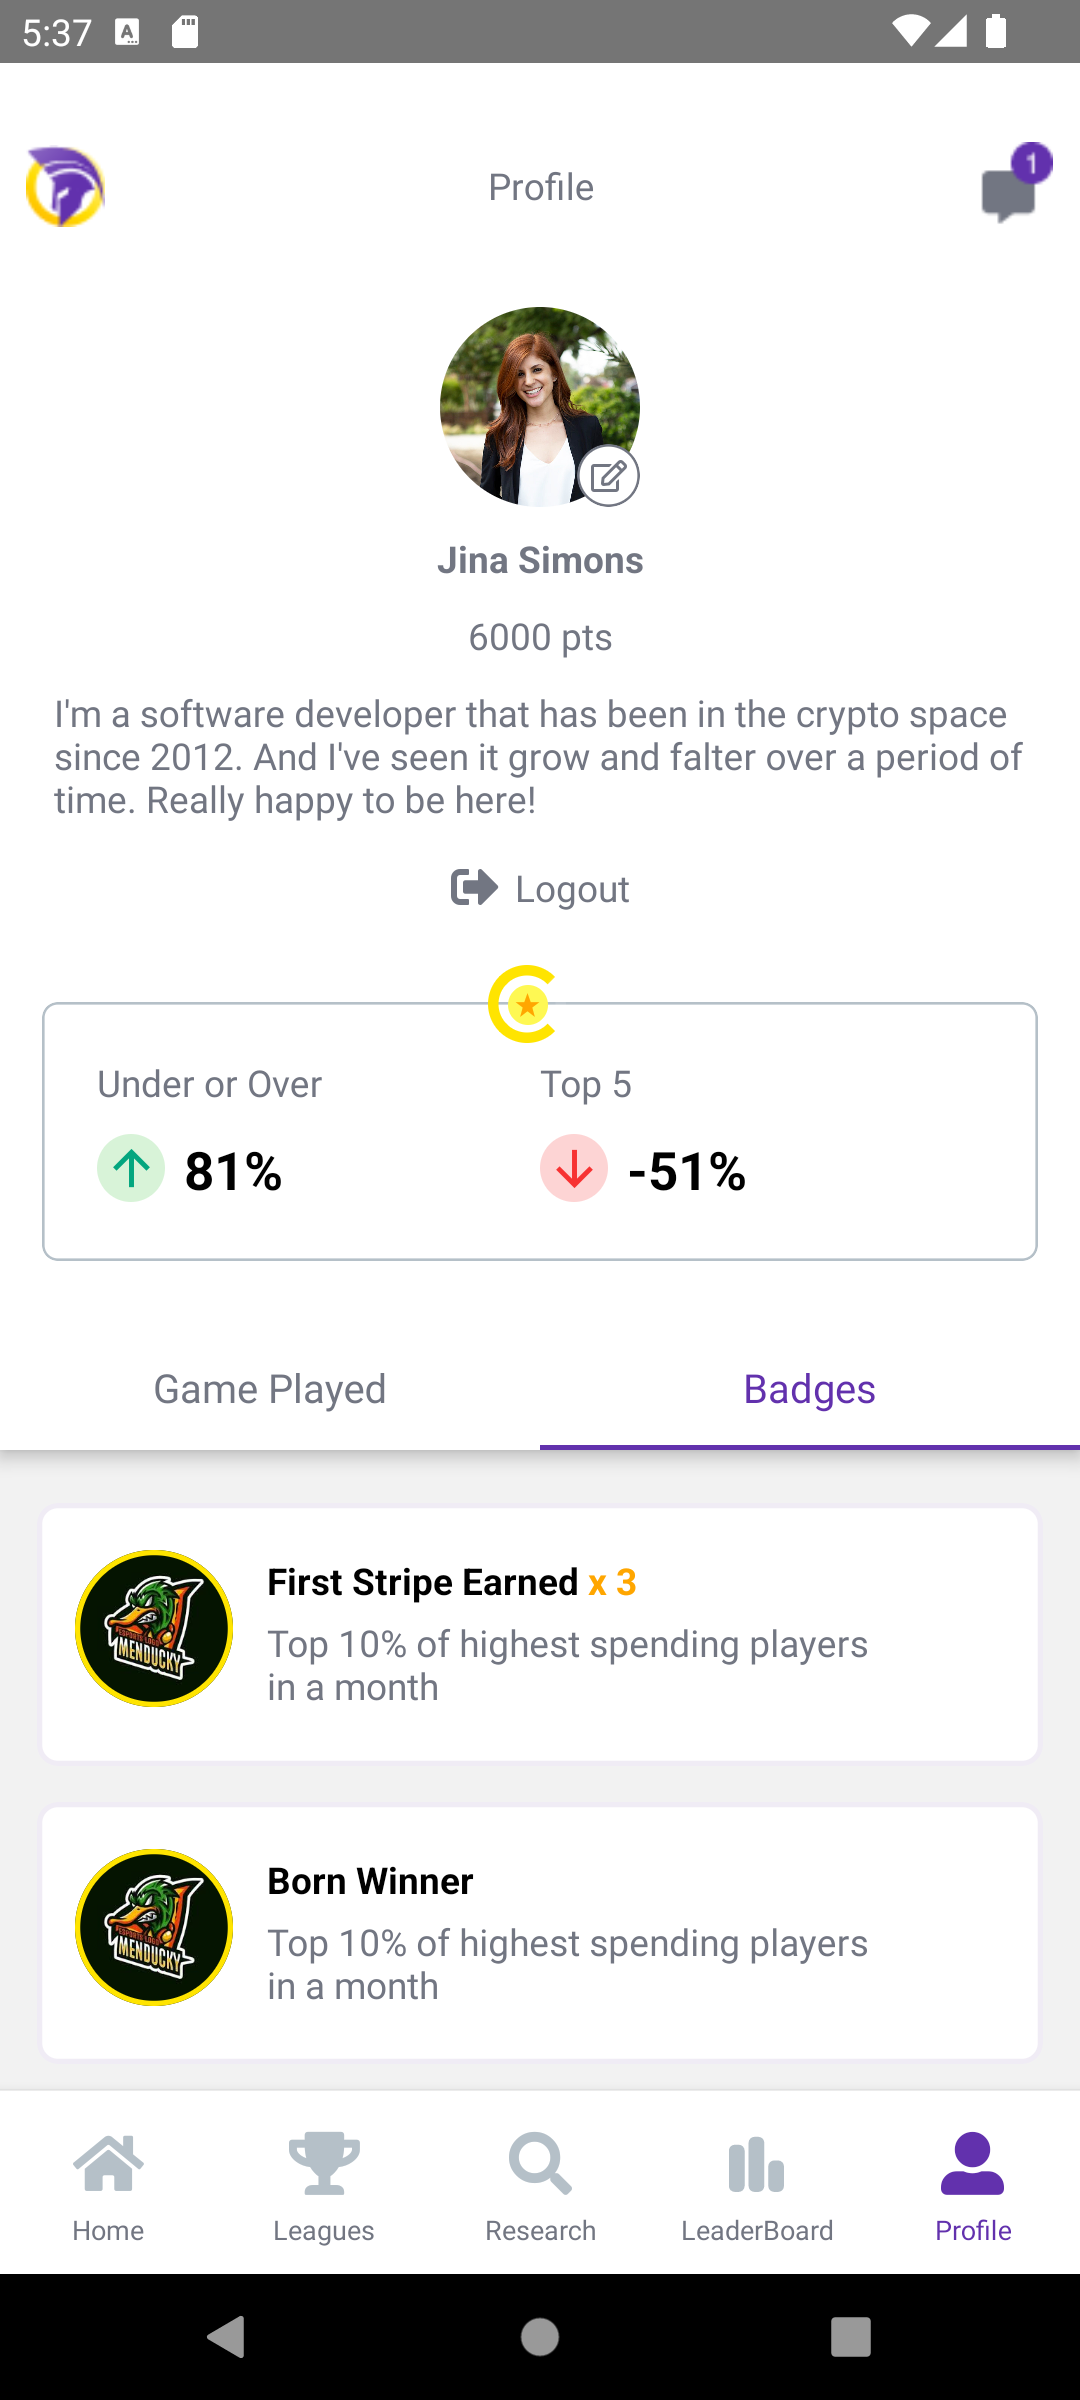 5:37
Profile
1
Jina Simons
6000 pts
I'm a software developer that has been in the crypto space
since 2012. And I've seen it grow and falter over a period of
time. Really happy to be here!
Logout
Under or Over
Top 5
81%
-51%
Game Played
Badges
First Stripe Earned x 3
Top 10% of highest spending players
in a month
MENDUCKY
Born Winner
Top 10% of highest spending players
in a month
MENDUCKY
Home
Leagues
Research
LeaderBoard
Profile